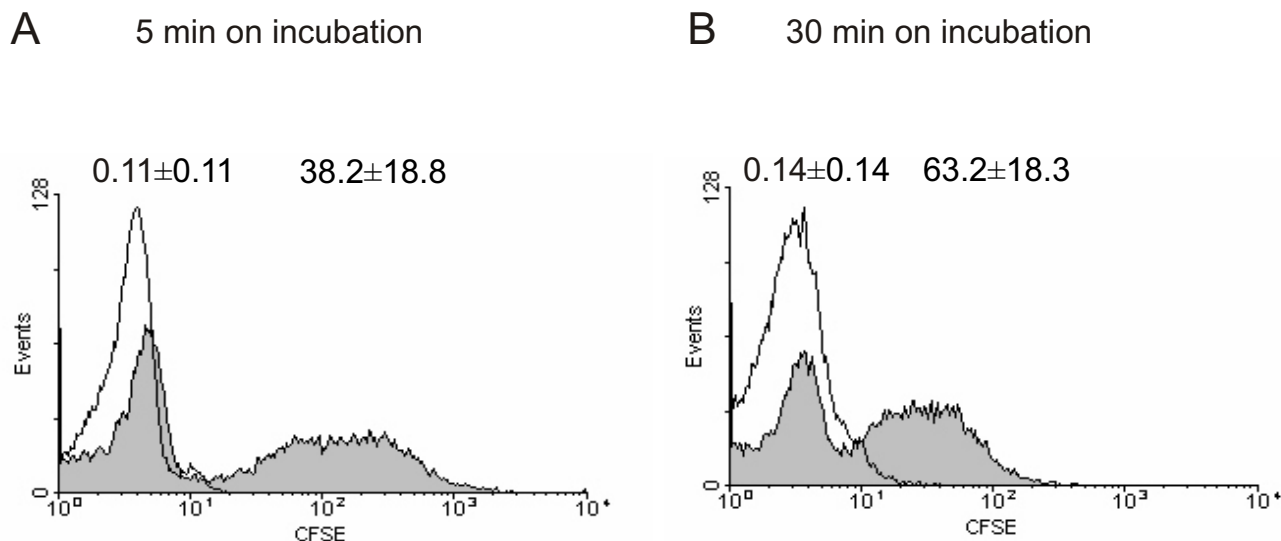 A 5 min on incubation
B 30 min on incubation
0.11±0.11 38.2±18.8
128
Events
0
10⁰ 10¹ 10² 10³ 10⁴
CFSE
0.14±0.14 63.2±18.3
128
Events
0
10⁰ 10¹ 10² 10³ 10⁴
CFSE